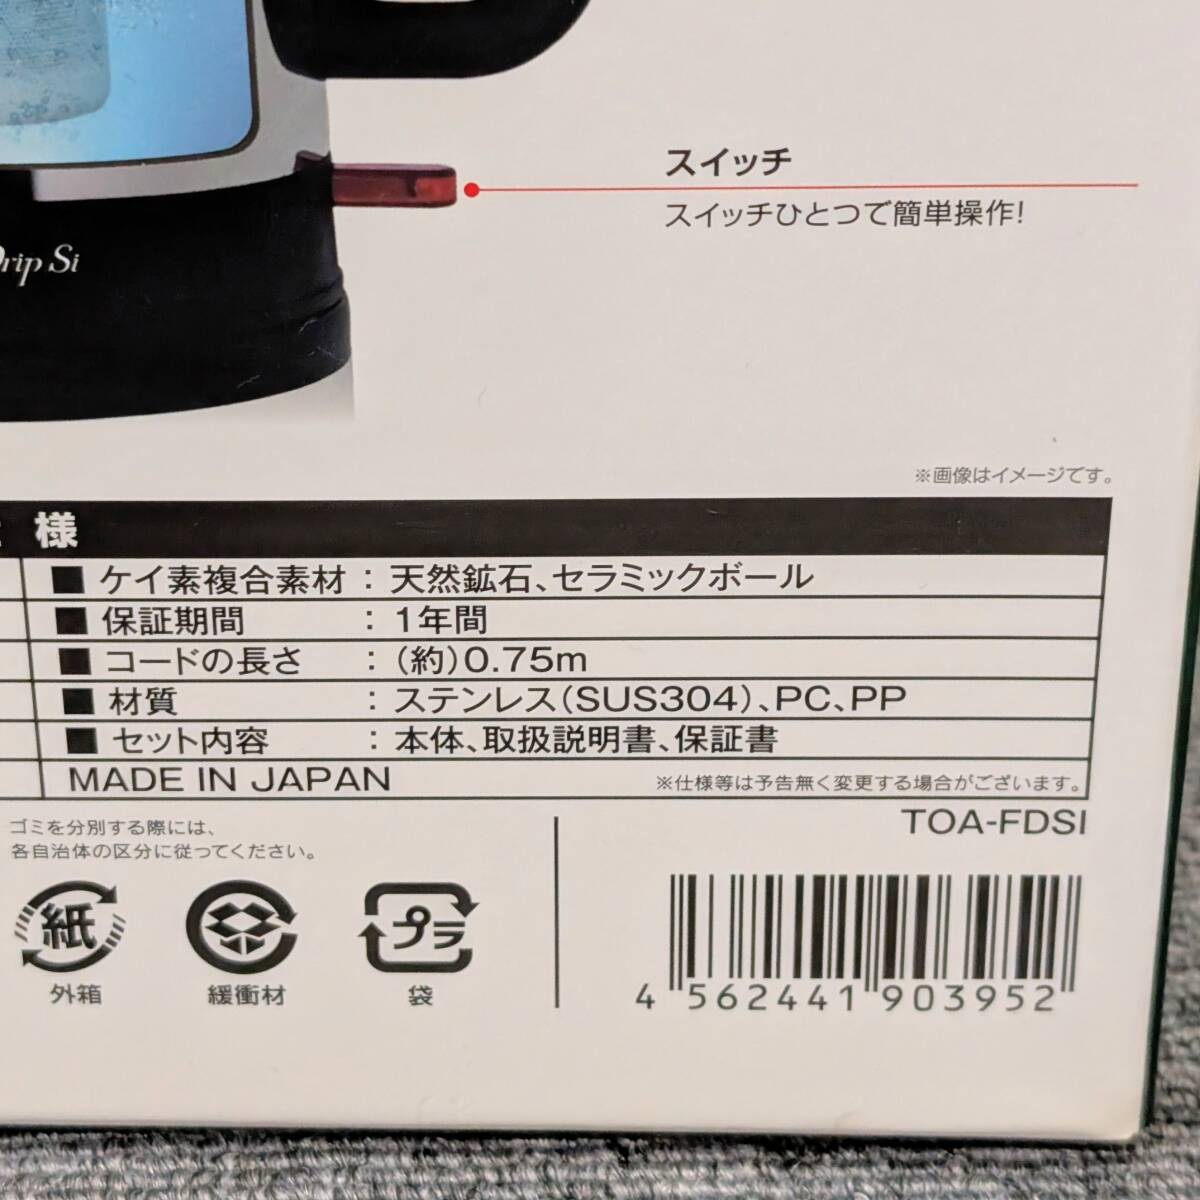 スイッチ
スイッチひとつで簡単操作!
rip Si
※画像はイメージです。
様
■ ケイ素複合素材 : 天然鉱石、セラミックボール
■ 保証期間 : 1年間
■ コードの長さ : (約)0.75m
■ 材質 : ステンレス(SUS304)、PC、PP
■ セット内容 : 本体、取扱説明書、保証書
MADE IN JAPAN ※仕様等は予告無く変更する場合がございます。
TOA-FDSI
ゴミを分別する際には、
各自治体の区分に従ってください。
紙 プラ
外箱 緩衝材 袋
4 562441 903952